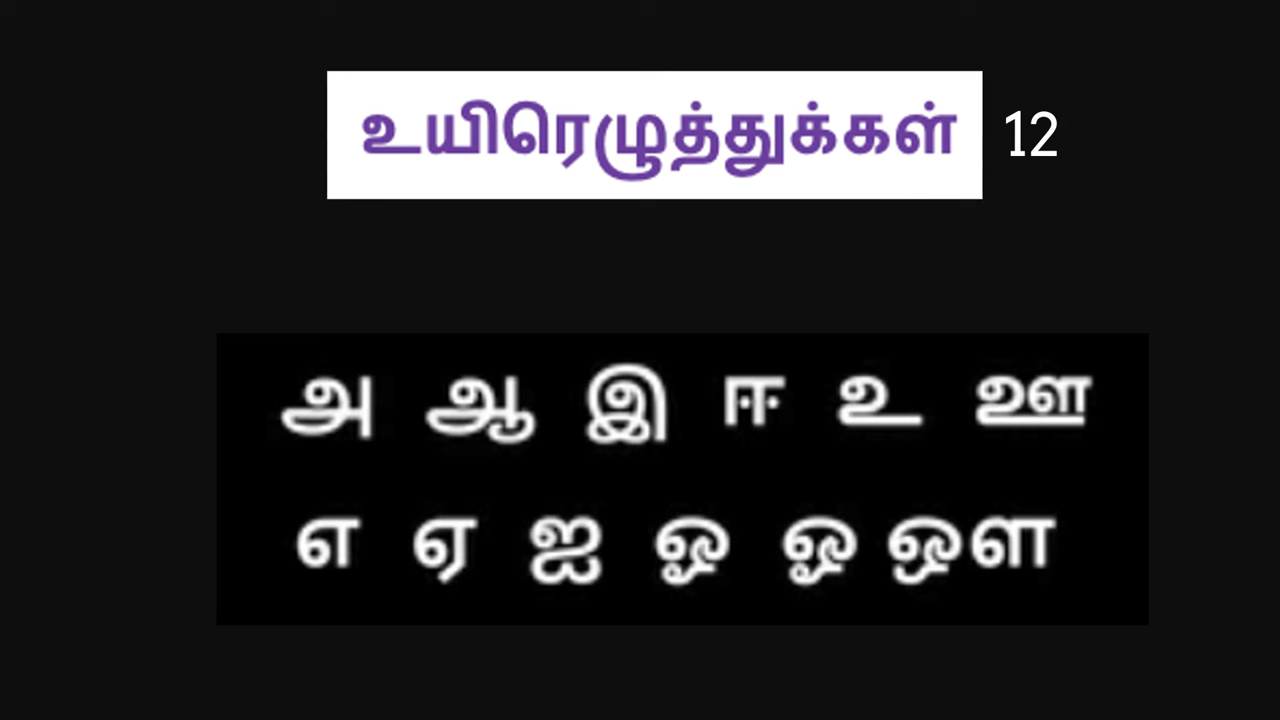 உயிரெழுத்துக்கள் 12
அ ஆ இ ஈ உ ஊ
எ ஏ ஐ ஓ ஓ ஔ